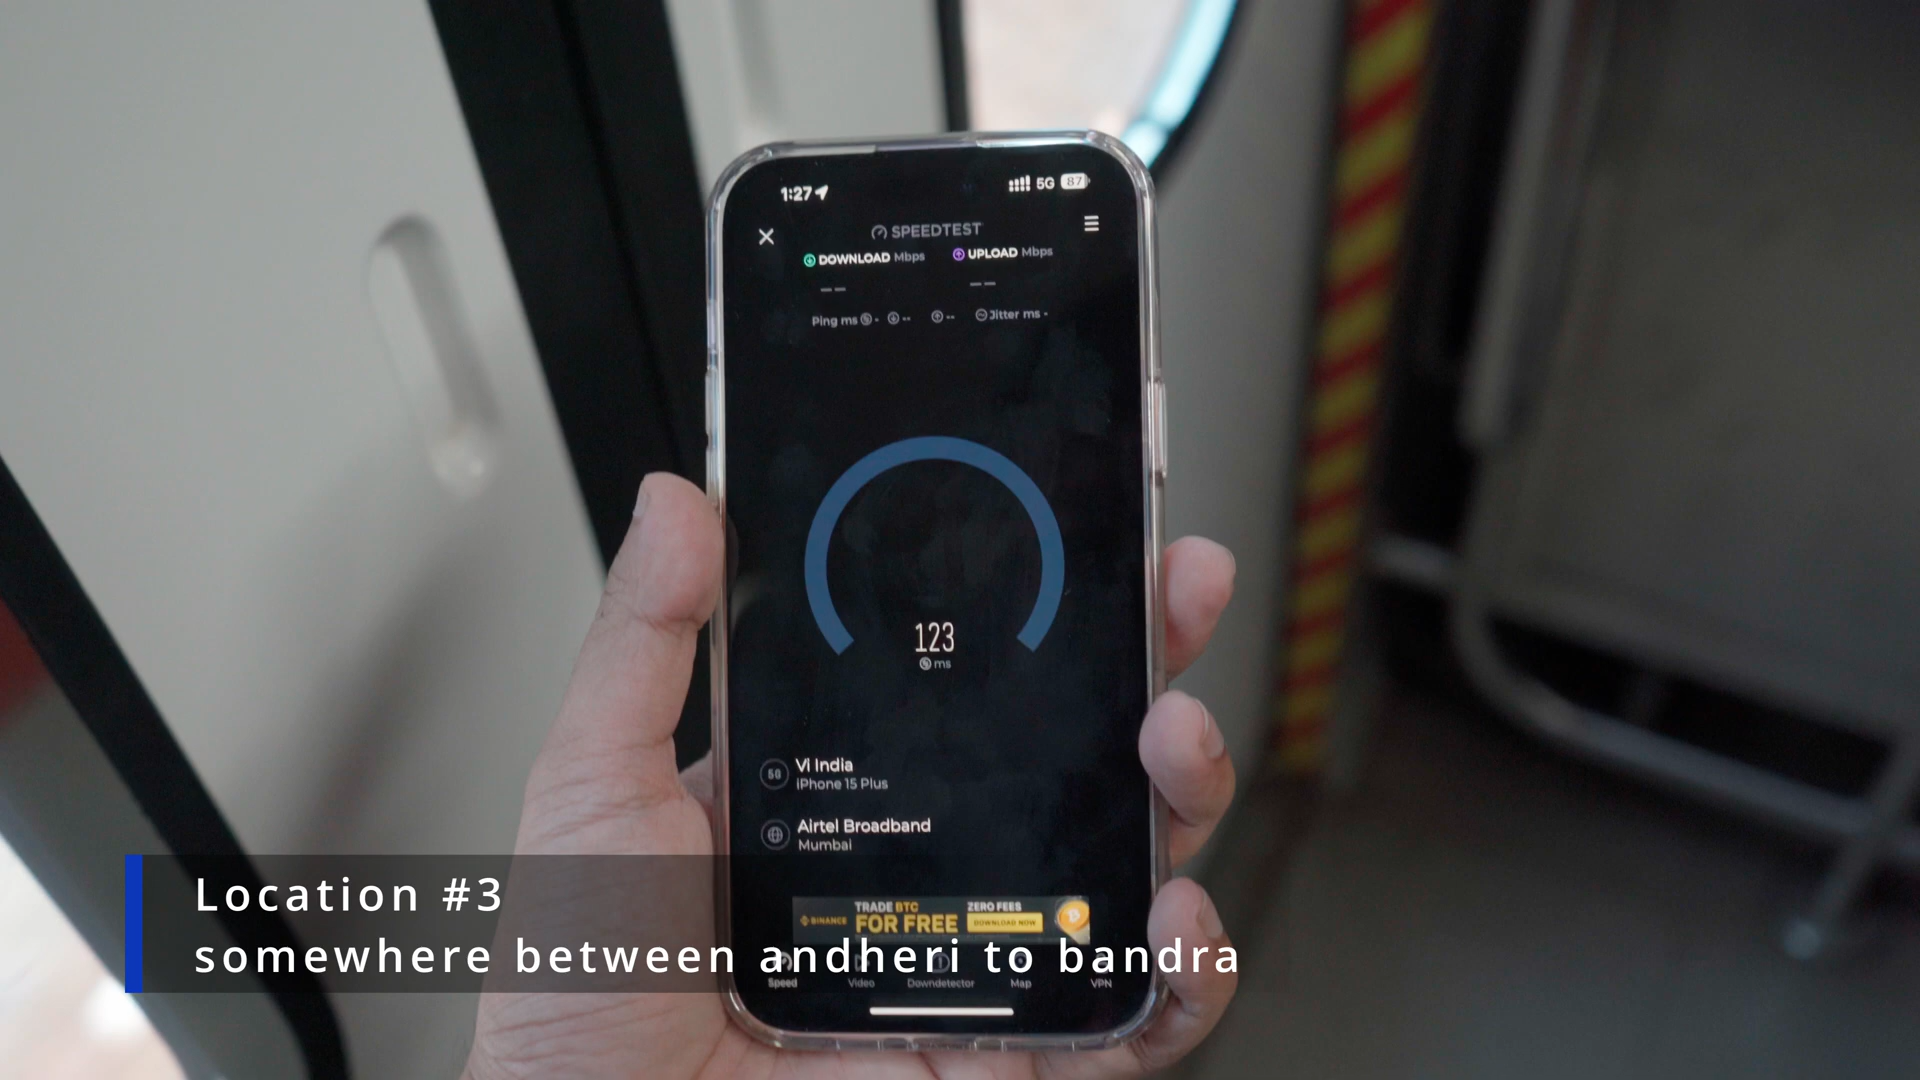 1:27 5G 87
SPEEDTEST
DOWNLOAD Mbps UPLOAD Mbps
Ping ms - -- -- Jitter ms -
123
ms
5G Vi India
iPhone 15 Plus
Airtel Broadband
Mumbai
BINANCE TRADE BTC FOR FREE ZERO FEES DOWNLOAD NOW
Location #3
somewhere between andheri to bandra
Speed Video Downdetector Map VPN